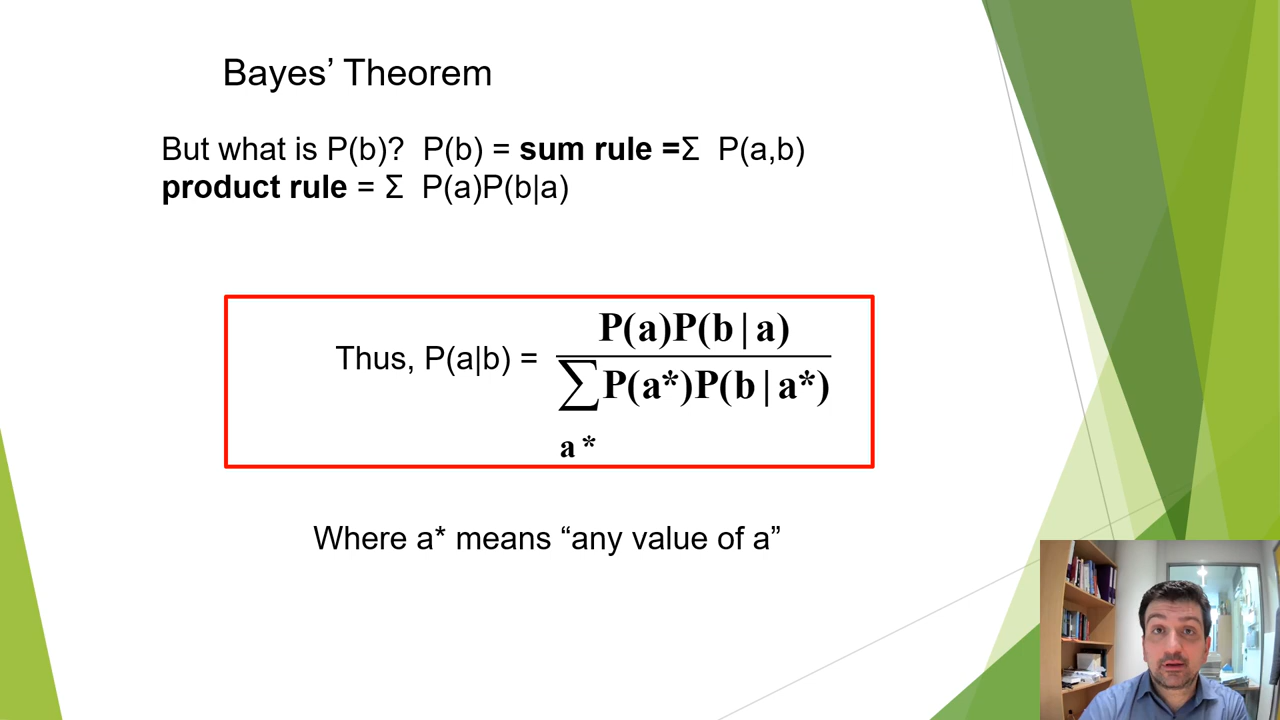 Bayes’ Theorem
But what is P(b)? P(b) = sum rule =Σ P(a,b)
product rule = Σ P(a)P(b|a)
P(a)P(b | a)
Thus, P(a|b) =
∑P(a*)P(b | a*)
a *
Where a* means “any value of a”